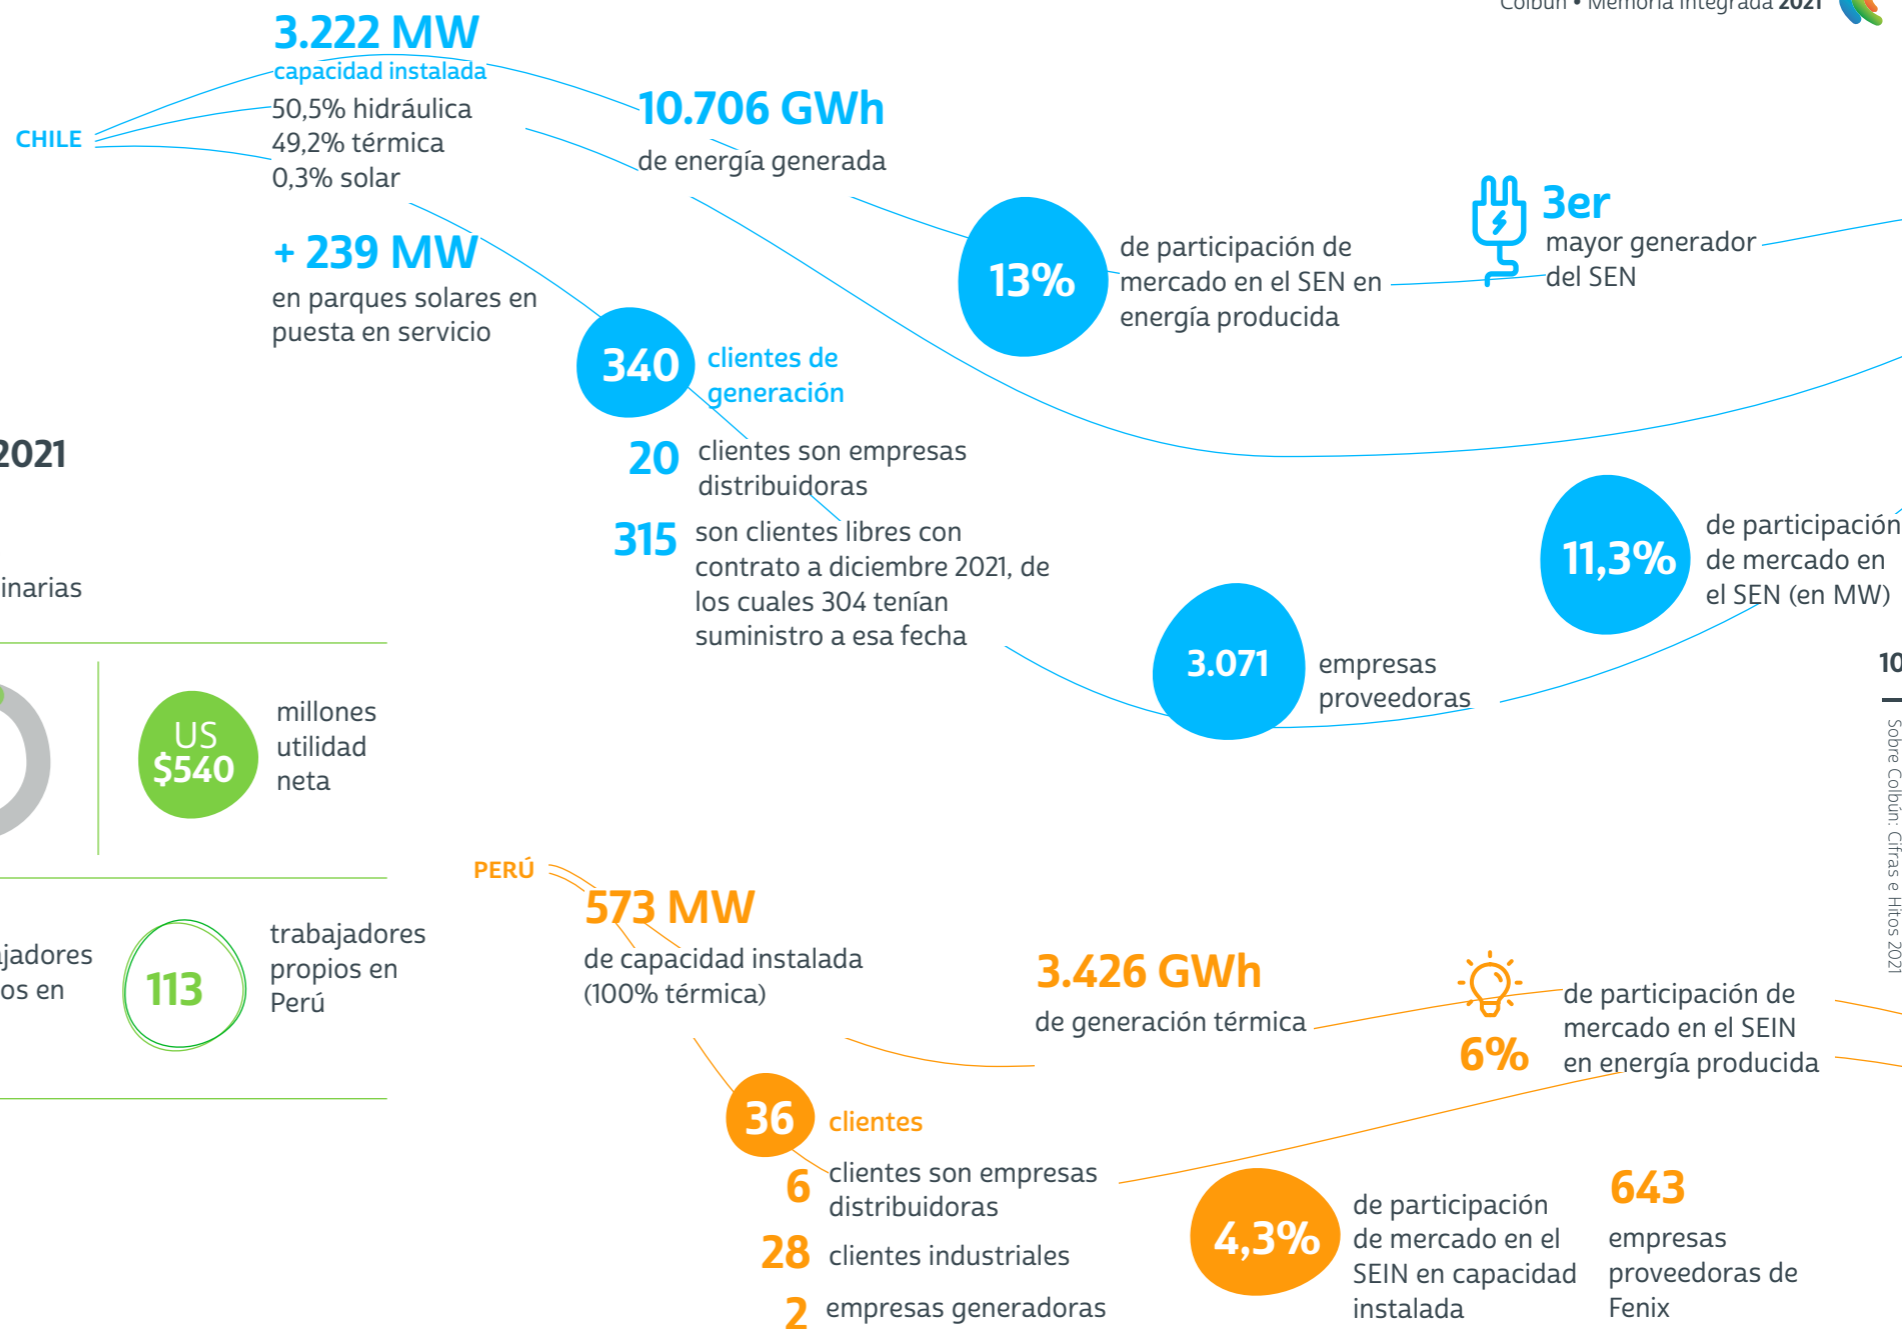 Colbún • Memoria Integrada 2021
CHILE
3.222 MW
capacidad instalada
50,5% hidráulica
49,2% térmica
0,3% solar
+ 239 MW
en parques solares en
puesta en servicio
10.706 GWh
de energía generada
13%
de participación de
mercado en el SEN en
energía producida
3er
mayor generador
del SEN
340
clientes de
generación
20
clientes son empresas
distribuidoras
315
son clientes libres con
contrato a diciembre 2021, de
los cuales 304 tenían
suministro a esa fecha
3.071
empresas
proveedoras
11,3%
de participación
de mercado en
el SEN (en MW)
2021
inarias
US
$540
millones
utilidad
neta
jadores
os en
113
trabajadores
propios en
Perú
PERÚ
573 MW
de capacidad instalada
(100% térmica)
3.426 GWh
de generación térmica
6%
de participación de
mercado en el SEIN
en energía producida
36
clientes
6
clientes son empresas
distribuidoras
28
clientes industriales
2
empresas generadoras
4,3%
de participación
de mercado en el
SEIN en capacidad
instalada
643
empresas
proveedoras de
Fenix
10
Sobre Colbún: Cifras e Hitos 2021